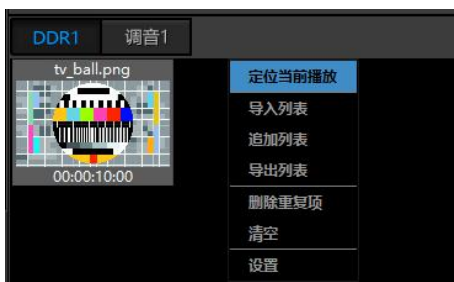 DDR1 调音1
tv_ball.png
00:00:10:00
定位当前播放
导入列表
追加列表
导出列表
删除重复项
清空
设置